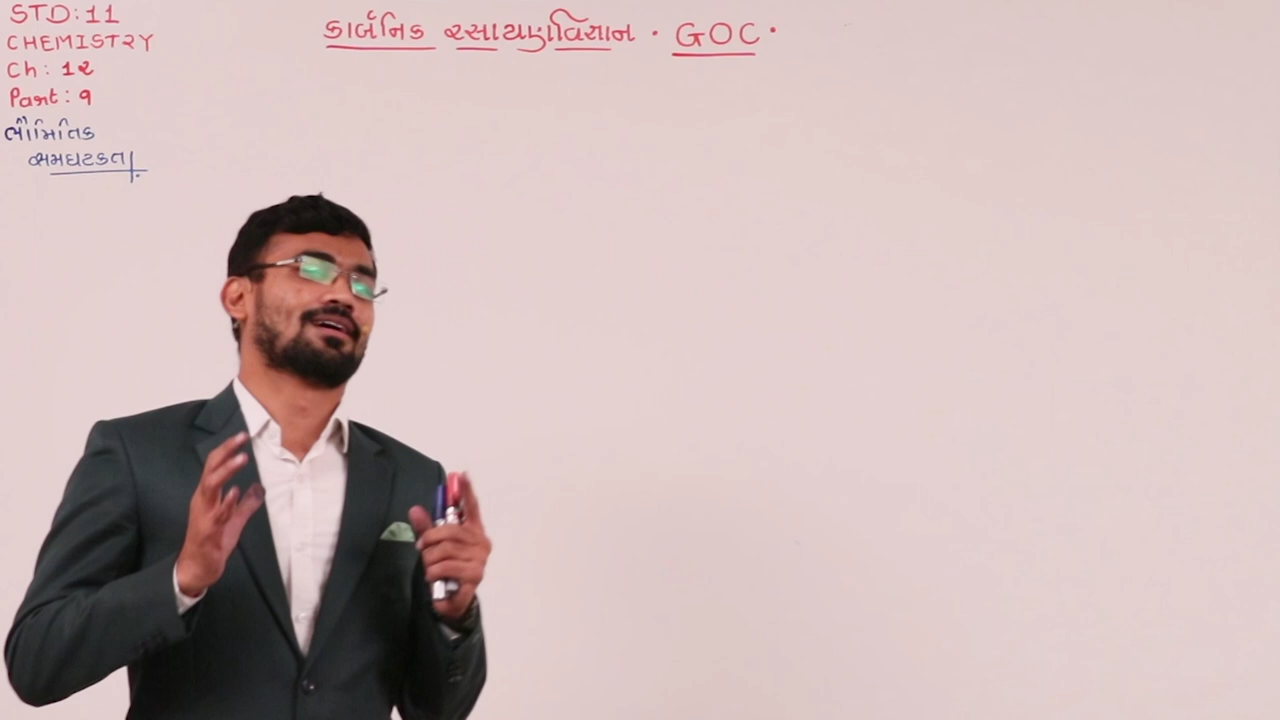 STD:11
CHEMISTRY
Ch: 12
Part: 9
ભૌમિતિક
સમઘટકતા.
કાર્બનિક રસાયણવિજ્ઞાન · GOC ·